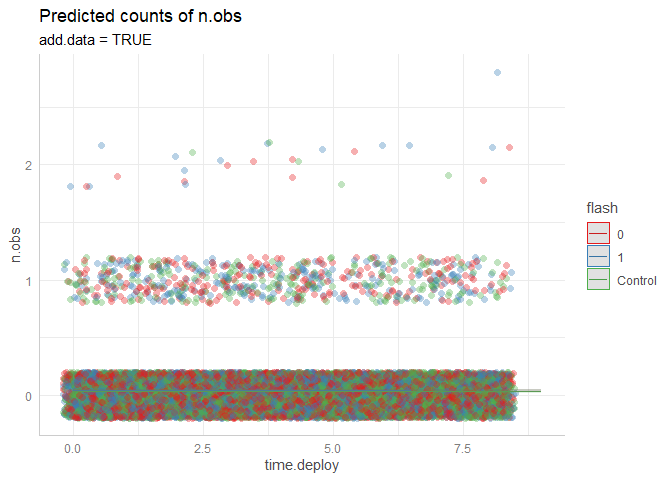 Predicted counts of n.obs
add.data = TRUE
n.obs
2
1
0
0.0
2.5
5.0
7.5
time.deploy
flash
0
1
Control